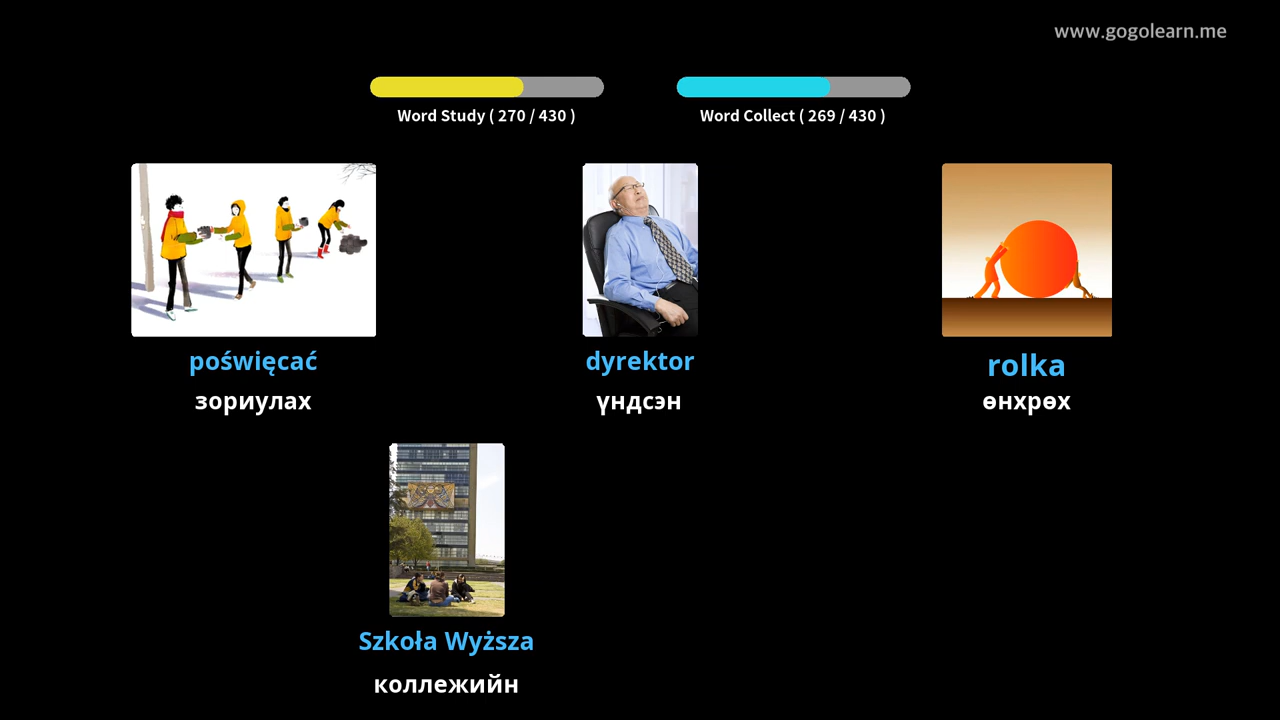 www.gogolearn.me
Word Study ( 270 / 430 )
Word Collect ( 269 / 430 )
poświęcać
зориулах
dyrektor
үндсэн
rolka
өнхрөх
Szkoła Wyższa
коллежийн